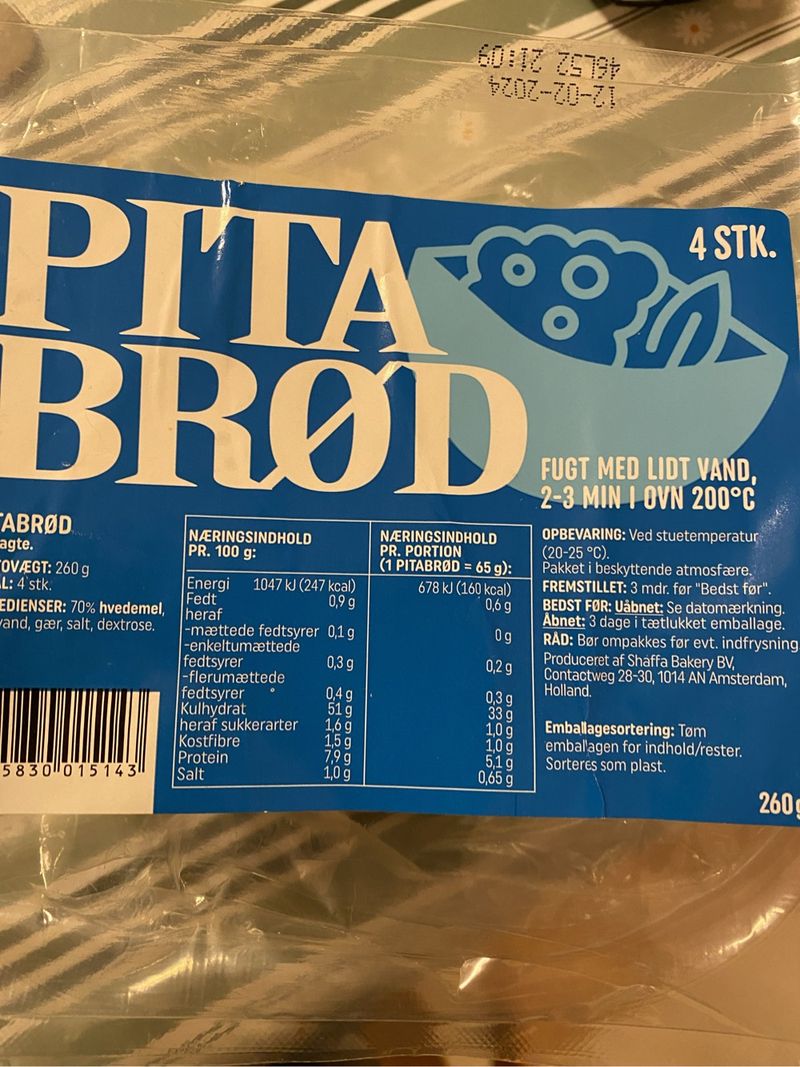 12-02-2024
46L52 21:09
PITA
BRØD
4 STK.
FUGT MED LIDT VAND,
2-3 MIN I OVN 200°C
TABRØD
agte.
OVÆGT: 260 g
L: 4 stk.
EDIENSER: 70% hvedemel,
vand, gær, salt, dextrose.
5830 015143
NÆRINGSINDHOLD
PR. 100 g:
NÆRINGSINDHOLD
PR. PORTION
(1 PITABRØD = 65 g):
Energi 1047 kJ (247 kcal) 678 kJ (160 kcal)
Fedt 0,9 g 0,6 g
heraf
-mættede fedtsyrer 0,1 g 0 g
-enkeltumættede
fedtsyrer 0,3 g 0,2 g
-flerumættede
fedtsyrer 0,4 g 0,3 g
Kulhydrat 51 g 33 g
heraf sukkerarter 1,6 g 1,0 g
Kostfibre 1,5 g 1,0 g
Protein 7,9 g 5,1 g
Salt 1,0 g 0,65 g
OPBEVARING: Ved stuetemperatur
(20-25 °C).
Pakket i beskyttende atmosfære.
FREMSTILLET: 3 mdr. før "Bedst før".
BEDST FØR: Uåbnet: Se datomærkning.
Åbnet: 3 dage i tætlukket emballage.
RÅD: Bør ompakkes før evt. indfrysning.
Produceret af Shaffa Bakery BV,
Contactweg 28-30, 1014 AN Amsterdam,
Holland.
Emballagesortering: Tøm
emballagen for indhold/rester.
Sorteres som plast.
260g